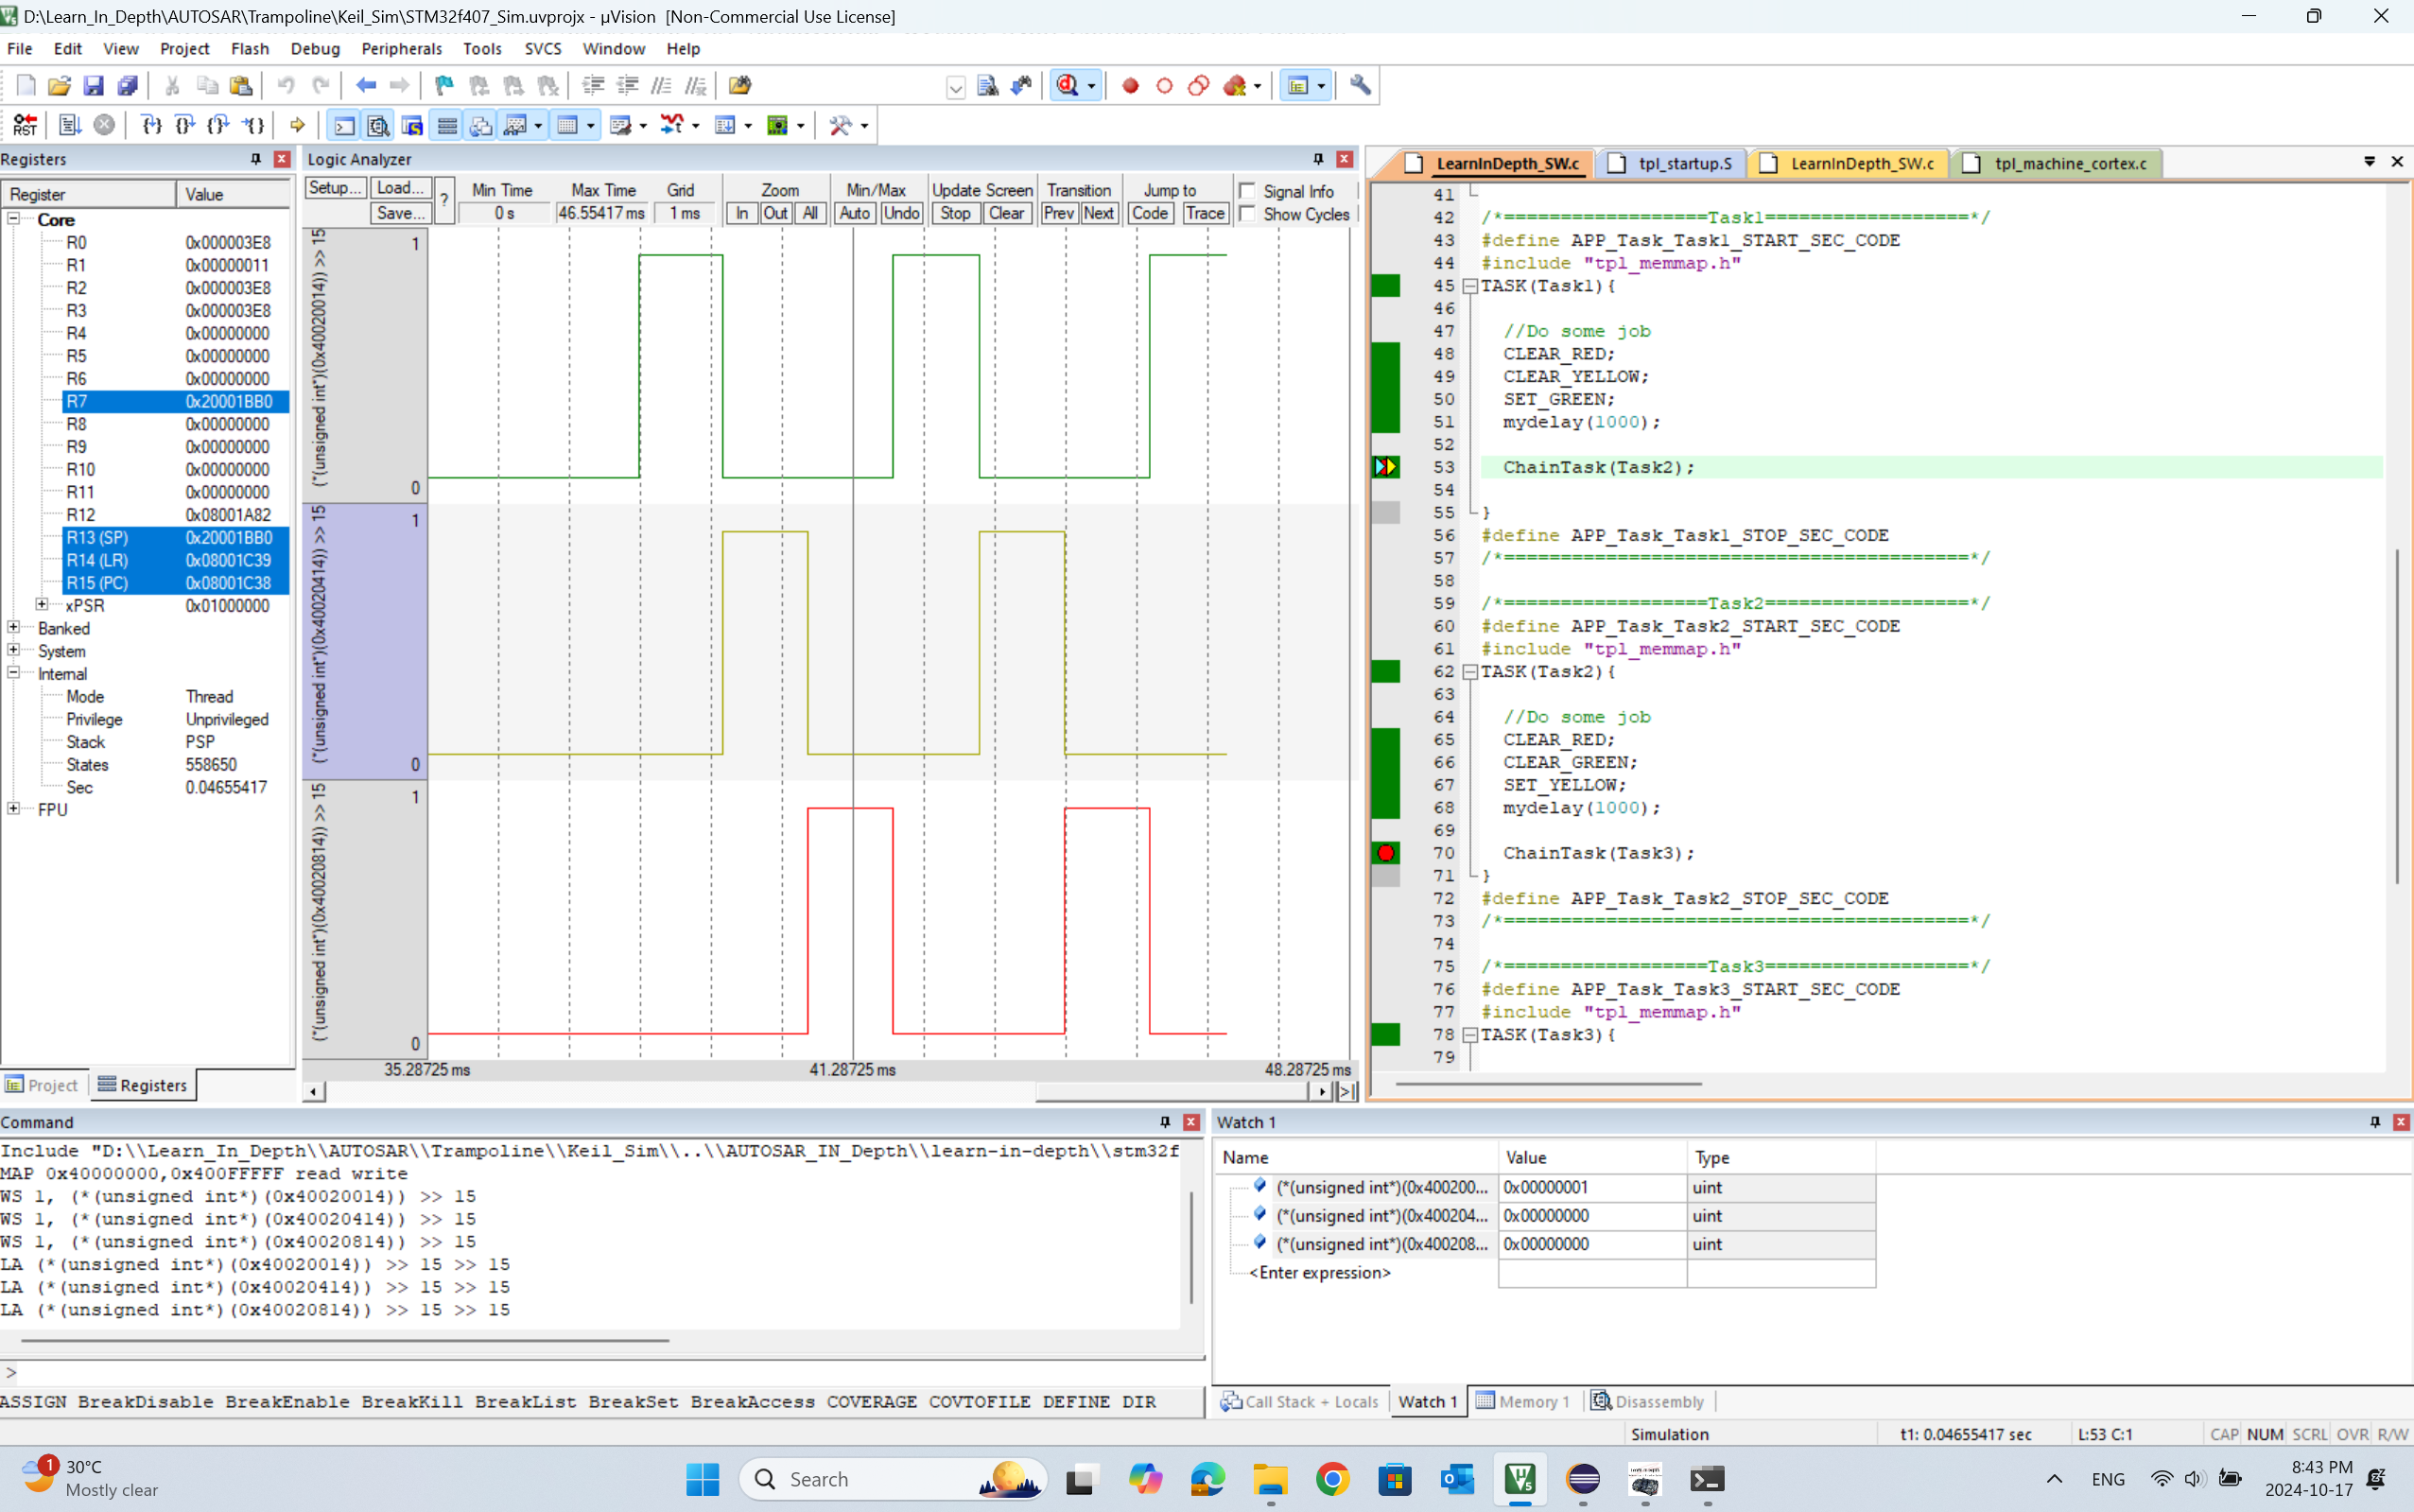 D:\Learn_In_Depth\AUTOSAR\Trampoline\Keil_Sim\STM32f407_Sim.uvprojx - µVision [Non-Commercial Use License]
File Edit View Project Flash Debug Peripherals Tools SVCS Window Help
RST
Registers
Register Value
Core
R0 0x000003E8
R1 0x00000011
R2 0x000003E8
R3 0x000003E8
R4 0x00000000
R5 0x00000000
R6 0x00000000
R7 0x20001BB0
R8 0x00000000
R9 0x00000000
R10 0x00000000
R11 0x00000000
R12 0x08001A82
R13 (SP) 0x20001BB0
R14 (LR) 0x08001C39
R15 (PC) 0x08001C38
xPSR 0x01000000
Banked
System
Internal
Mode Thread
Privilege Unprivileged
Stack PSP
States 558650
Sec 0.04655417
FPU
Project Registers
Logic Analyzer
Setup... Load... ? Min Time Max Time Grid Zoom Min/Max Update Screen Transition Jump to Signal Info
Save... 0 s 46.55417 ms 1 ms In Out All Auto Undo Stop Clear Prev Next Code Trace Show Cycles
(*(unsigned int*)(0x40020014)) >> 15
1
0
(*(unsigned int*)(0x40020414)) >> 15
1
0
(*(unsigned int*)(0x40020814)) >> 15
1
0
35.28725 ms 41.28725 ms 48.28725 ms
LearnInDepth_SW.c tpl_startup.S LearnInDepth_SW.c tpl_machine_cortex.c
41
42 /*==================Task1==================*/
43 #define APP_Task_Task1_START_SEC_CODE
44 #include "tpl_memmap.h"
45 TASK(Task1){
46
47 //Do some job
48 CLEAR_RED;
49 CLEAR_YELLOW;
50 SET_GREEN;
51 mydelay(1000);
52
53 ChainTask(Task2);
54
55 }
56 #define APP_Task_Task1_STOP_SEC_CODE
57 /*=========================================*/
58
59 /*==================Task2==================*/
60 #define APP_Task_Task2_START_SEC_CODE
61 #include "tpl_memmap.h"
62 TASK(Task2){
63
64 //Do some job
65 CLEAR_RED;
66 CLEAR_GREEN;
67 SET_YELLOW;
68 mydelay(1000);
69
70 ChainTask(Task3);
71 }
72 #define APP_Task_Task2_STOP_SEC_CODE
73 /*=========================================*/
74
75 /*==================Task3==================*/
76 #define APP_Task_Task3_START_SEC_CODE
77 #include "tpl_memmap.h"
78 TASK(Task3){
79
Command
Include "D:\\Learn_In_Depth\\AUTOSAR\\Trampoline\\Keil_Sim\\..\\AUTOSAR_IN_Depth\\learn-in-depth\\stm32f
MAP 0x40000000,0x400FFFFF read write
WS 1, (*(unsigned int*)(0x40020014)) >> 15
WS 1, (*(unsigned int*)(0x40020414)) >> 15
WS 1, (*(unsigned int*)(0x40020814)) >> 15
LA (*(unsigned int*)(0x40020014)) >> 15 >> 15
LA (*(unsigned int*)(0x40020414)) >> 15 >> 15
LA (*(unsigned int*)(0x40020814)) >> 15 >> 15
>
ASSIGN BreakDisable BreakEnable BreakKill BreakList BreakSet BreakAccess COVERAGE COVTOFILE DEFINE DIR
Watch 1
Name Value Type
(*(unsigned int*)(0x400200... 0x00000001 uint
(*(unsigned int*)(0x400204... 0x00000000 uint
(*(unsigned int*)(0x400208... 0x00000000 uint
<Enter expression>
Call Stack + Locals Watch 1 Memory 1 Disassembly
Simulation t1: 0.04655417 sec L:53 C:1 CAP NUM SCRL OVR R/W
1
30°C
Mostly clear
Search
ENG
8:43 PM
2024-10-17